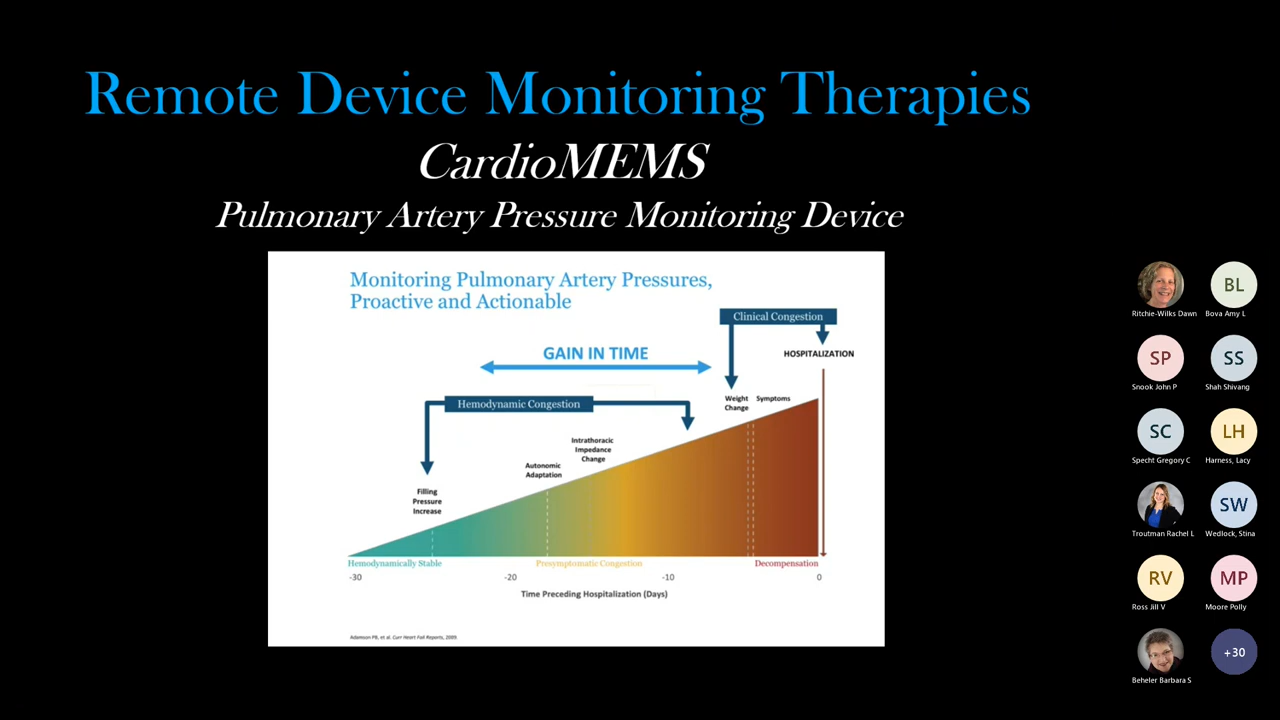 Remote Device Monitoring Therapies
CardioMEMS
Pulmonary Artery Pressure Monitoring Device
Monitoring Pulmonary Artery Pressures,
Proactive and Actionable
Clinical Congestion
HOSPITALIZATION
GAIN IN TIME
Weight
Change
Symptoms
Hemodynamic Congestion
Intrathoracic
Impedance
Change
Autonomic
Adaptation
Filling
Pressure
Increase
Hemodynamically Stable
Presymptomatic Congestion
Decompensation
-30
-20
-10
0
Time Preceding Hospitalization (Days)
Adamson PB, et al. Curr Heart Fail Reports, 2009.
Ritchie-Wilks Dawn
BL
Bova Amy L
SP
Snook John P
SS
Shah Shivang
SC
Specht Gregory C
LH
Harness, Lacy
Troutman Rachel L
SW
Wedlock, Stina
RV
Ross Jill V
MP
Moore Polly
Beheler Barbara S
+30